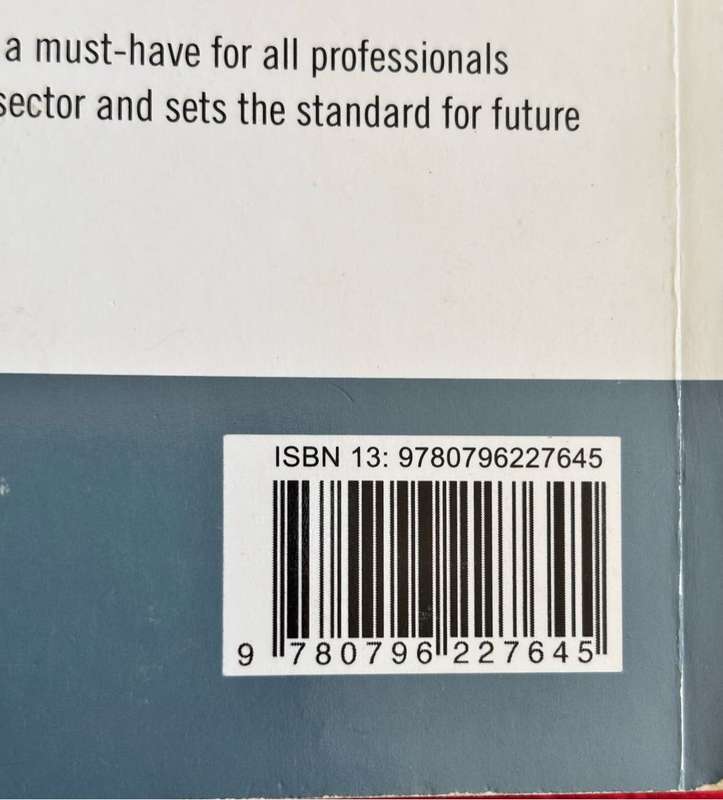 a must-have for all professionals
sector and sets the standard for future
ISBN 13: 9780796227645
9 780796 227645